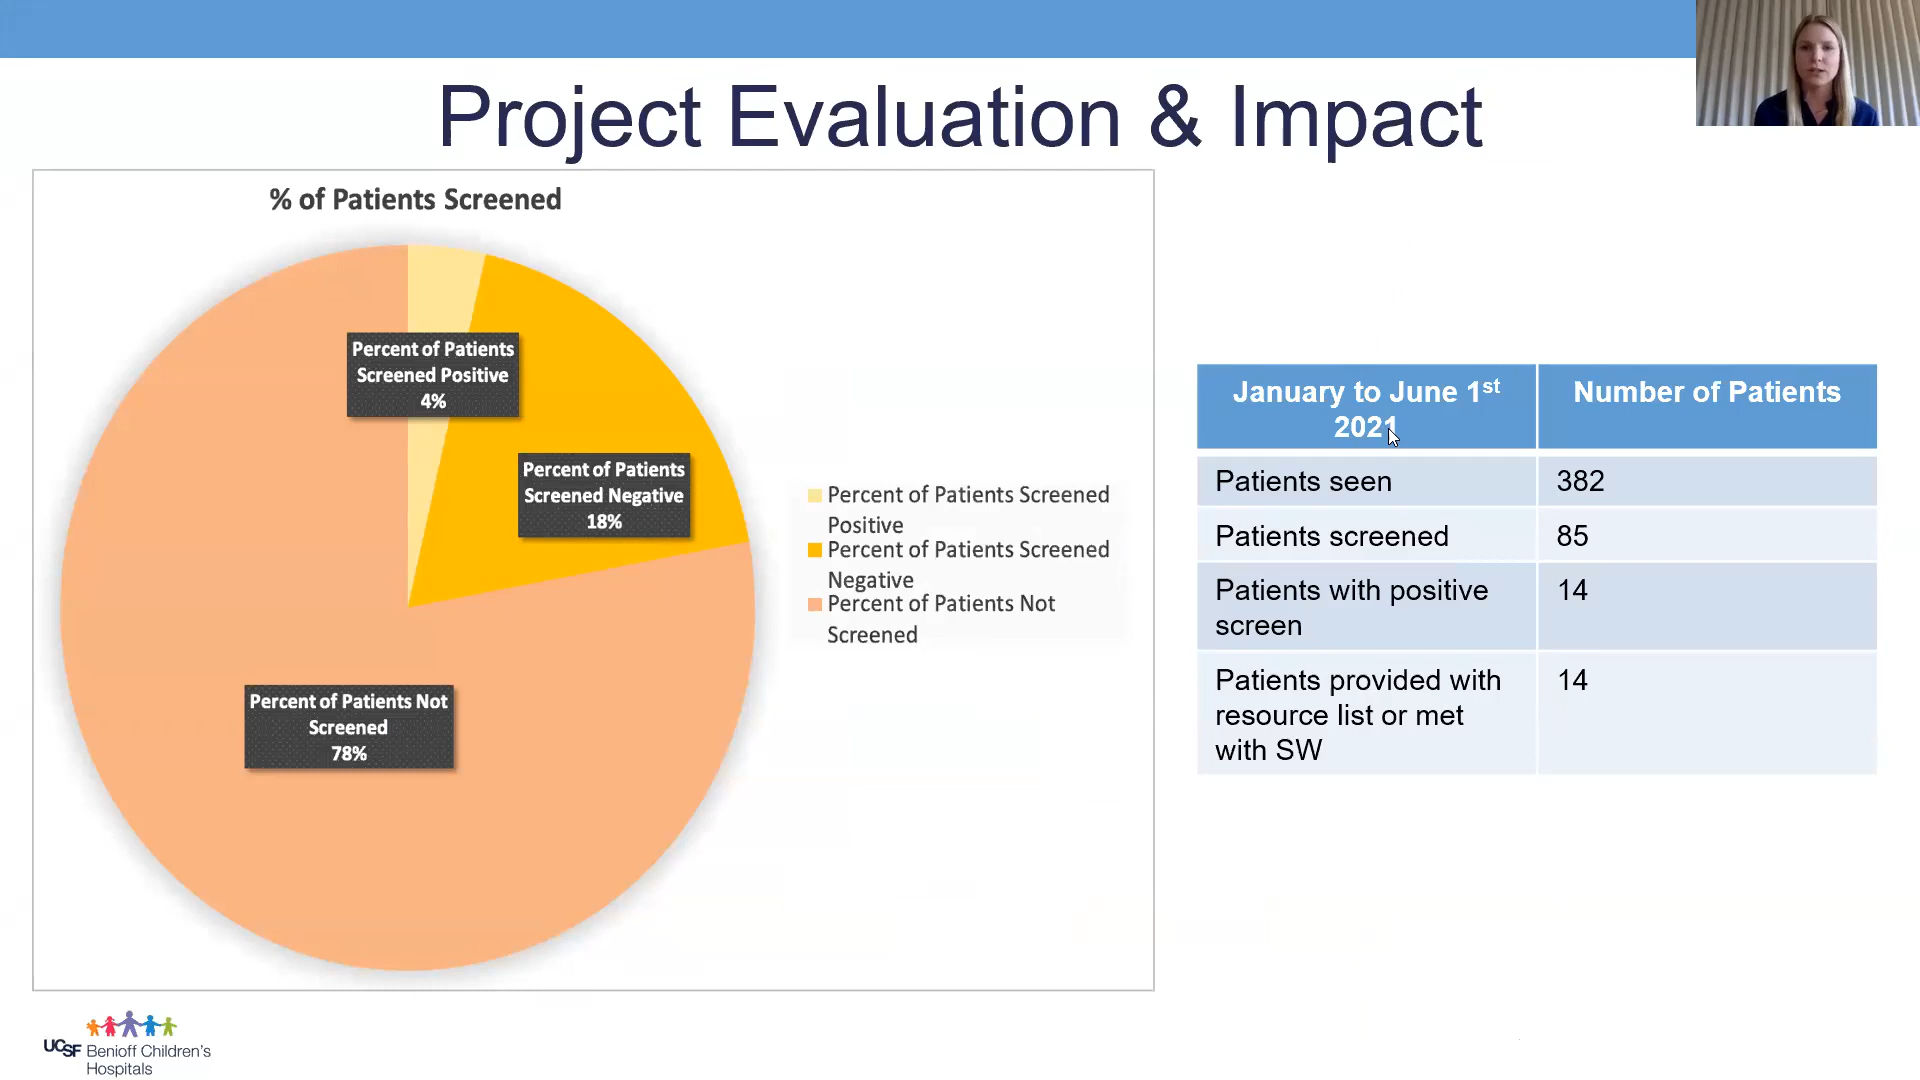 Project Evaluation & Impact
% of Patients Screened
Percent of Patients
Screened Positive
4%
Percent of Patients
Screened Negative
18%
Percent of Patients Not
Screened
78%
Percent of Patients Screened
Positive
Percent of Patients Screened
Negative
Percent of Patients Not
Screened
January to June 1st
2021
Number of Patients
Patients seen
382
Patients screened
85
Patients with positive
screen
14
Patients provided with
resource list or met
with SW
14
UCSF Benioff Children's
Hospitals